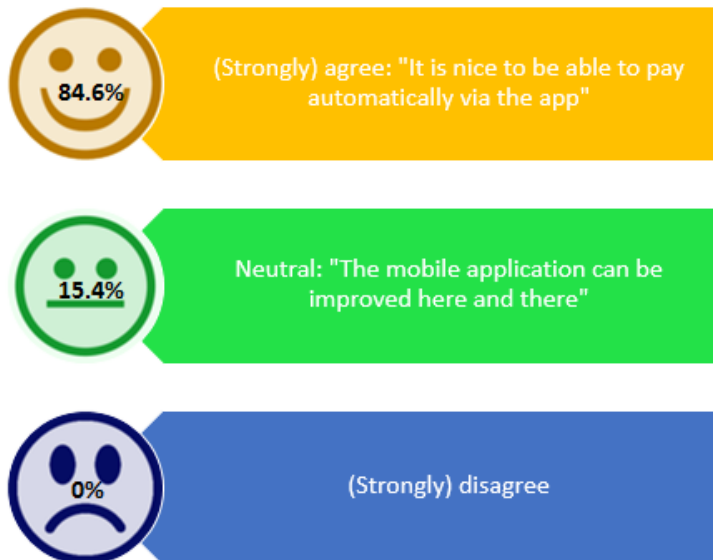 84.6%
(Strongly) agree: "It is nice to be able to pay
automatically via the app"
15.4%
Neutral: "The mobile application can be
improved here and there"
0%
(Strongly) disagree